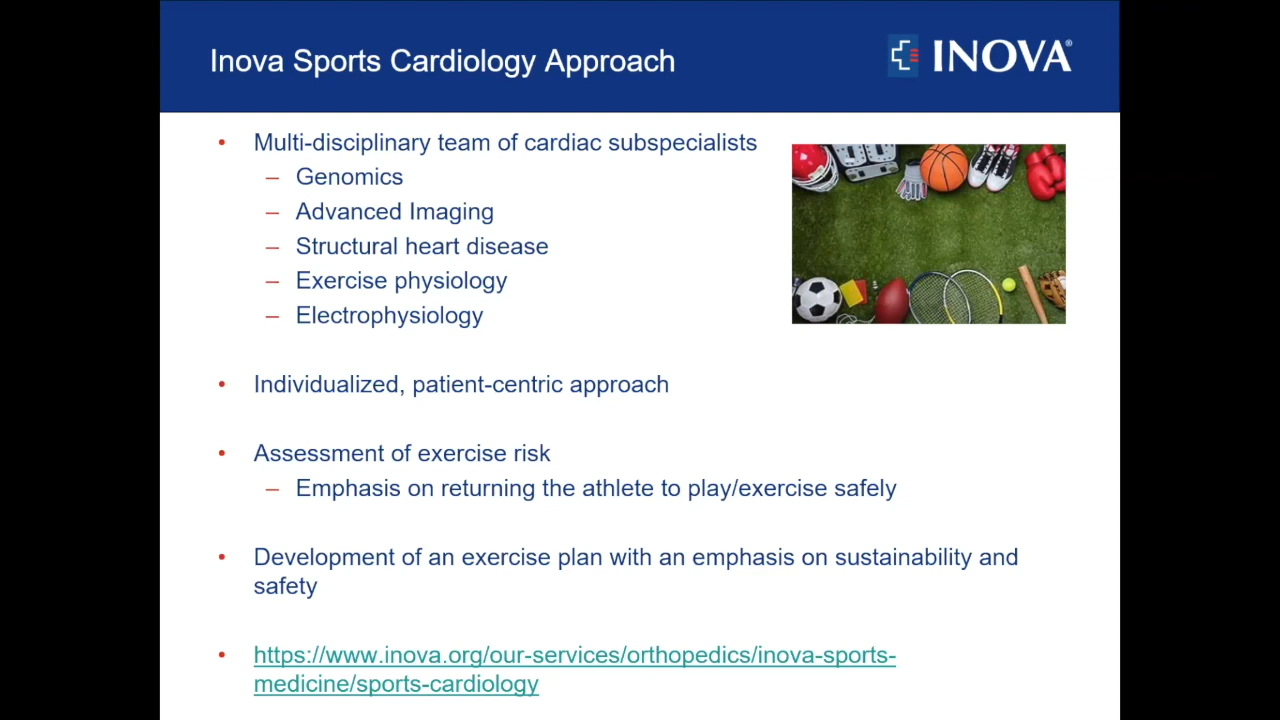 Inova Sports Cardiology Approach
INOVA®
• Multi-disciplinary team of cardiac subspecialists
– Genomics
– Advanced Imaging
– Structural heart disease
– Exercise physiology
– Electrophysiology
• Individualized, patient-centric approach
• Assessment of exercise risk
– Emphasis on returning the athlete to play/exercise safely
• Development of an exercise plan with an emphasis on sustainability and
safety
• https://www.inova.org/our-services/orthopedics/inova-sports-
medicine/sports-cardiology